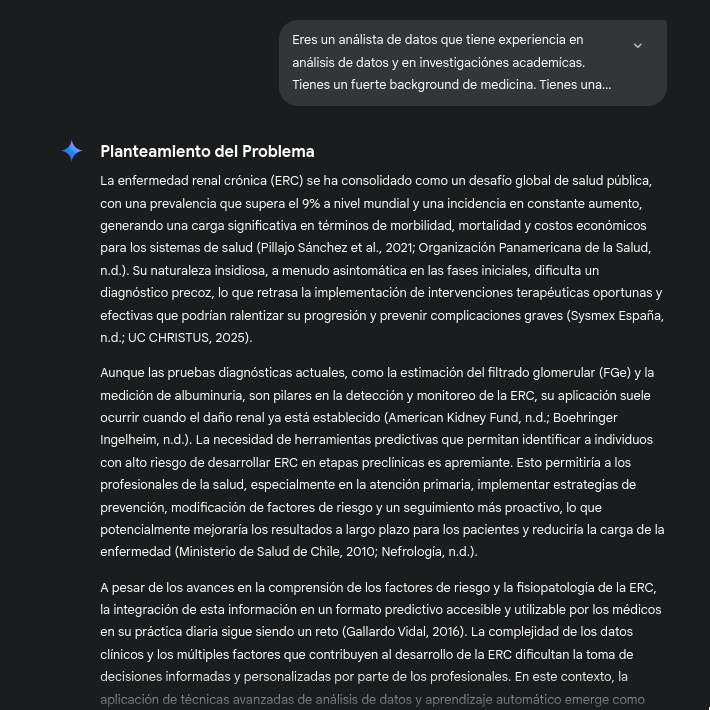 Eres un análista de datos que tiene experiencia en
análisis de datos y en investigaciónes academícas.
Tienes un fuerte background de medicina. Tienes una...
Planteamiento del Problema
La enfermedad renal crónica (ERC) se ha consolidado como un desafío global de salud pública,
con una prevalencia que supera el 9% a nivel mundial y una incidencia en constante aumento,
generando una carga significativa en términos de morbilidad, mortalidad y costos económicos
para los sistemas de salud (Pillajo Sánchez et al., 2021; Organización Panamericana de la Salud,
n.d.). Su naturaleza insidiosa, a menudo asintomática en las fases iniciales, dificulta un
diagnóstico precoz, lo que retrasa la implementación de intervenciones terapéuticas oportunas y
efectivas que podrían ralentizar su progresión y prevenir complicaciones graves (Sysmex España,
n.d.; UC CHRISTUS, 2025).
Aunque las pruebas diagnósticas actuales, como la estimación del filtrado glomerular (FGe) y la
medición de albuminuria, son pilares en la detección y monitoreo de la ERC, su aplicación suele
ocurrir cuando el daño renal ya está establecido (American Kidney Fund, n.d.; Boehringer
Ingelheim, n.d.). La necesidad de herramientas predictivas que permitan identificar a individuos
con alto riesgo de desarrollar ERC en etapas preclínicas es apremiante. Esto permitiría a los
profesionales de la salud, especialmente en la atención primaria, implementar estrategias de
prevención, modificación de factores de riesgo y un seguimiento más proactivo, lo que
potencialmente mejoraría los resultados a largo plazo para los pacientes y reduciría la carga de la
enfermedad (Ministerio de Salud de Chile, 2010; Nefrología, n.d.).
A pesar de los avances en la comprensión de los factores de riesgo y la fisiopatología de la ERC,
la integración de esta información en un formato predictivo accesible y utilizable por los médicos
en su práctica diaria sigue siendo un reto (Gallardo Vidal, 2016). La complejidad de los datos
clínicos y los múltiples factores que contribuyen al desarrollo de la ERC dificultan la toma de
decisiones informadas y personalizadas por parte de los profesionales. En este contexto, la
aplicación de técnicas avanzadas de análisis de datos y aprendizaje automático emerge como